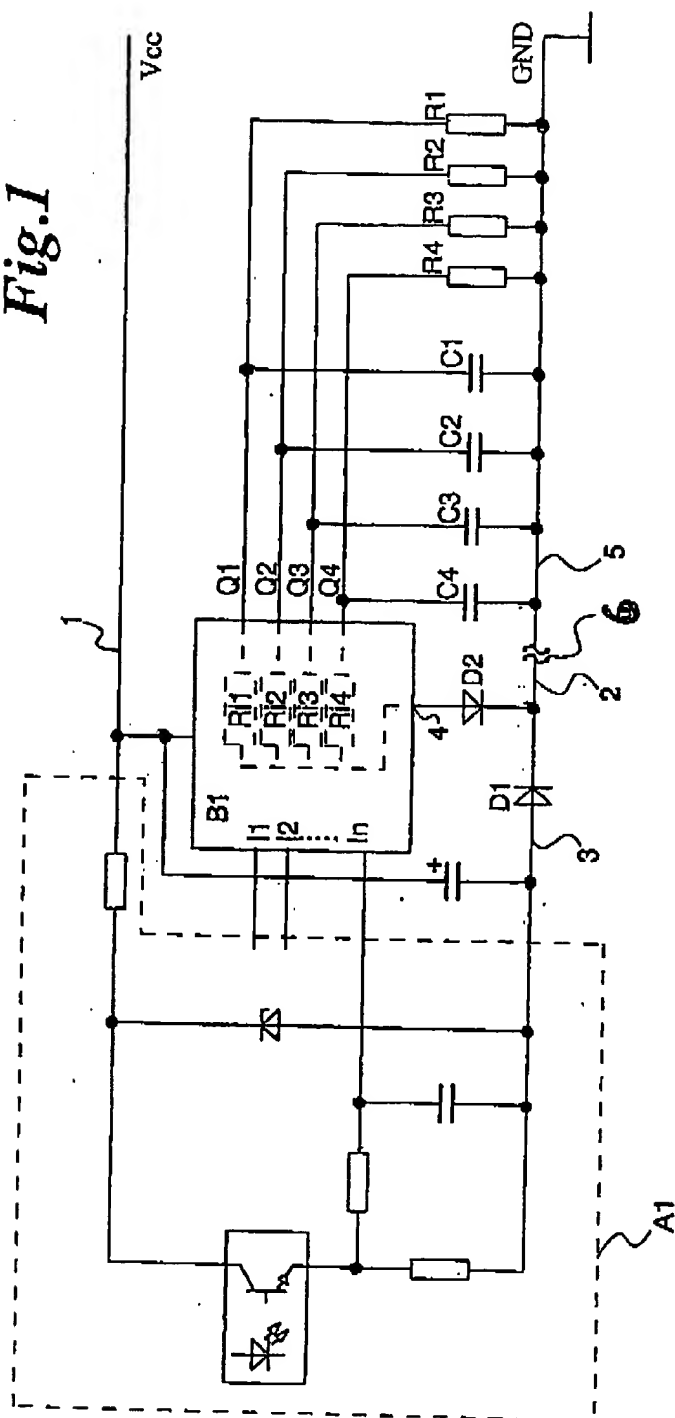 Fig.1
Vcc
1
GND
R1
R2
R3
R4
C1
C2
C3
C4
Q1
Q2
Q3
Q4
Ri1
Ri2
Ri3
Ri4
B1
I1
I2
In
+
4
D2
D1
5
6
2
3
A1